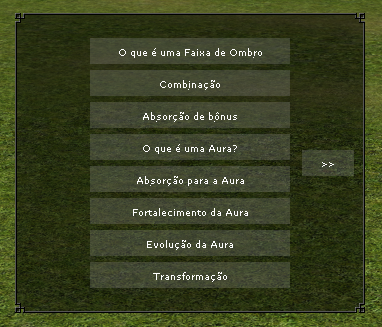 O que é uma Faixa de Ombro
Combinação
Absorção de bônus
O que é uma Aura?
>>
Absorção para a Aura
Fortalecimento da Aura
Evolução da Aura
Transformação